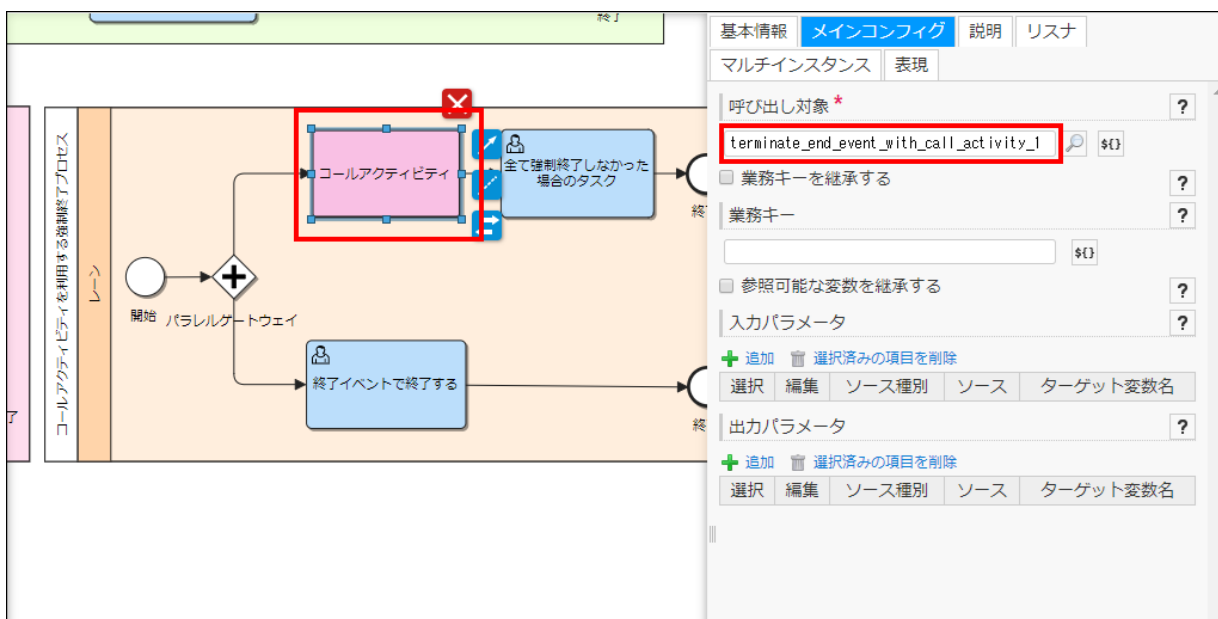 終了
コールアクティビティを利用する強制終了プロセス
レーン
コールアクティビティ
全て強制終了しなかった
場合のタスク
開始
パラレルゲートウェイ
終了イベントで終了する
了
終
終
基本情報
メインコンフィグ
説明
リスナ
マルチインスタンス
表現
呼び出し対象 *
?
terminate_end_event_with_call_activity_1
${}
業務キーを継承する
?
業務キー
?
${}
参照可能な変数を継承する
?
入力パラメータ
?
追加 選択済みの項目を削除
選択 編集 ソース種別 ソース ターゲット変数名
出力パラメータ
?
追加 選択済みの項目を削除
選択 編集 ソース種別 ソース ターゲット変数名